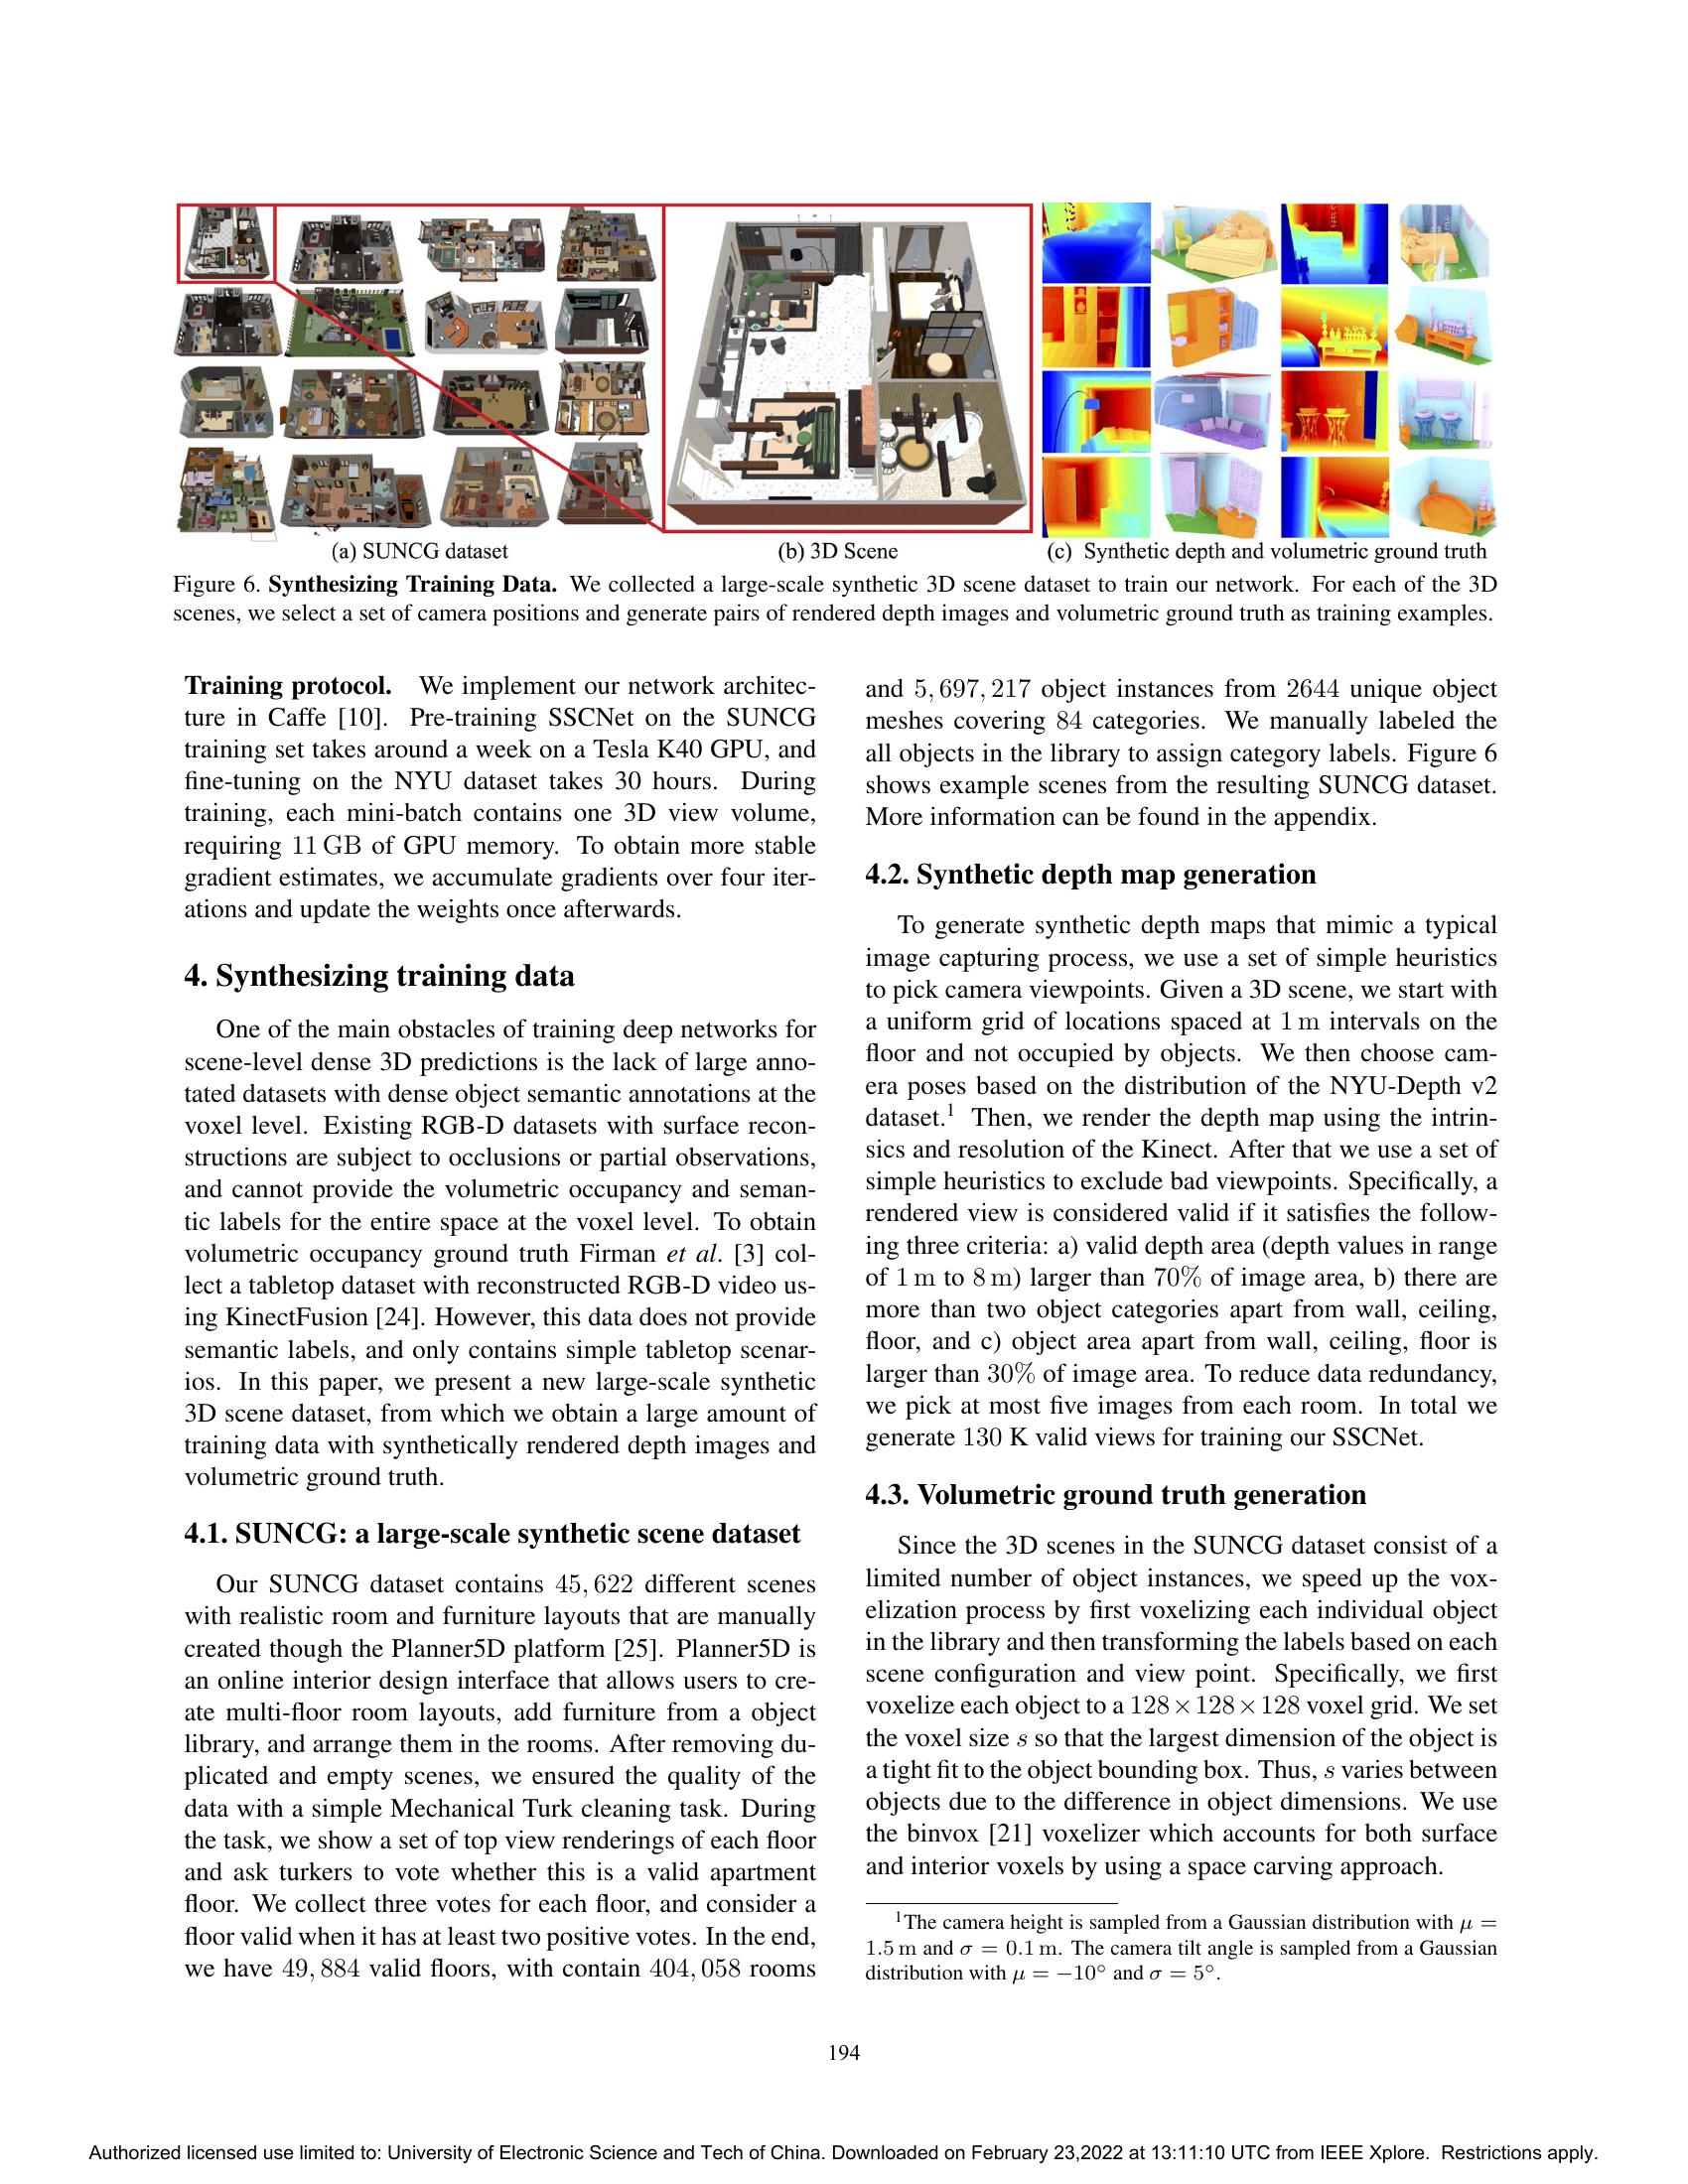 (a) SUNCG dataset
(b) 3D Scene
(c) Synthetic depth and volumetric ground truth
Figure 6. Synthesizing Training Data. We collected a large-scale synthetic 3D scene dataset to train our network. For each of the 3D
scenes, we select a set of camera positions and generate pairs of rendered depth images and volumetric ground truth as training examples.
Training protocol. We implement our network architec-
ture in Caffe [10]. Pre-training SSCNet on the SUNCG
training set takes around a week on a Tesla K40 GPU, and
fine-tuning on the NYU dataset takes 30 hours. During
training, each mini-batch contains one 3D view volume,
requiring 11 GB of GPU memory. To obtain more stable
gradient estimates, we accumulate gradients over four iter-
ations and update the weights once afterwards.
4. Synthesizing training data
One of the main obstacles of training deep networks for
scene-level dense 3D predictions is the lack of large anno-
tated datasets with dense object semantic annotations at the
voxel level. Existing RGB-D datasets with surface recon-
structions are subject to occlusions or partial observations,
and cannot provide the volumetric occupancy and seman-
tic labels for the entire space at the voxel level. To obtain
volumetric occupancy ground truth Firman et al. [3] col-
lect a tabletop dataset with reconstructed RGB-D video us-
ing KinectFusion [24]. However, this data does not provide
semantic labels, and only contains simple tabletop scenar-
ios. In this paper, we present a new large-scale synthetic
3D scene dataset, from which we obtain a large amount of
training data with synthetically rendered depth images and
volumetric ground truth.
4.1. SUNCG: a large-scale synthetic scene dataset
Our SUNCG dataset contains 45, 622 different scenes
with realistic room and furniture layouts that are manually
created though the Planner5D platform [25]. Planner5D is
an online interior design interface that allows users to cre-
ate multi-floor room layouts, add furniture from a object
library, and arrange them in the rooms. After removing du-
plicated and empty scenes, we ensured the quality of the
data with a simple Mechanical Turk cleaning task. During
the task, we show a set of top view renderings of each floor
and ask turkers to vote whether this is a valid apartment
floor. We collect three votes for each floor, and consider a
floor valid when it has at least two positive votes. In the end,
we have 49, 884 valid floors, with contain 404, 058 rooms
and 5, 697, 217 object instances from 2644 unique object
meshes covering 84 categories. We manually labeled the
all objects in the library to assign category labels. Figure 6
shows example scenes from the resulting SUNCG dataset.
More information can be found in the appendix.
4.2. Synthetic depth map generation
To generate synthetic depth maps that mimic a typical
image capturing process, we use a set of simple heuristics
to pick camera viewpoints. Given a 3D scene, we start with
a uniform grid of locations spaced at 1 m intervals on the
floor and not occupied by objects. We then choose cam-
era poses based on the distribution of the NYU-Depth v2
dataset.¹ Then, we render the depth map using the intrin-
sics and resolution of the Kinect. After that we use a set of
simple heuristics to exclude bad viewpoints. Specifically, a
rendered view is considered valid if it satisfies the follow-
ing three criteria: a) valid depth area (depth values in range
of 1 m to 8 m) larger than 70% of image area, b) there are
more than two object categories apart from wall, ceiling,
floor, and c) object area apart from wall, ceiling, floor is
larger than 30% of image area. To reduce data redundancy,
we pick at most five images from each room. In total we
generate 130 K valid views for training our SSCNet.
4.3. Volumetric ground truth generation
Since the 3D scenes in the SUNCG dataset consist of a
limited number of object instances, we speed up the vox-
elization process by first voxelizing each individual object
in the library and then transforming the labels based on each
scene configuration and view point. Specifically, we first
voxelize each object to a 128×128×128 voxel grid. We set
the voxel size s so that the largest dimension of the object is
a tight fit to the object bounding box. Thus, s varies between
objects due to the difference in object dimensions. We use
the binvox [21] voxelizer which accounts for both surface
and interior voxels by using a space carving approach.
¹The camera height is sampled from a Gaussian distribution with μ =
1.5 m and σ = 0.1 m. The camera tilt angle is sampled from a Gaussian
distribution with μ = −10° and σ = 5°.
194
Authorized licensed use limited to: University of Electronic Science and Tech of China. Downloaded on February 23,2022 at 13:11:10 UTC from IEEE Xplore. Restrictions apply.